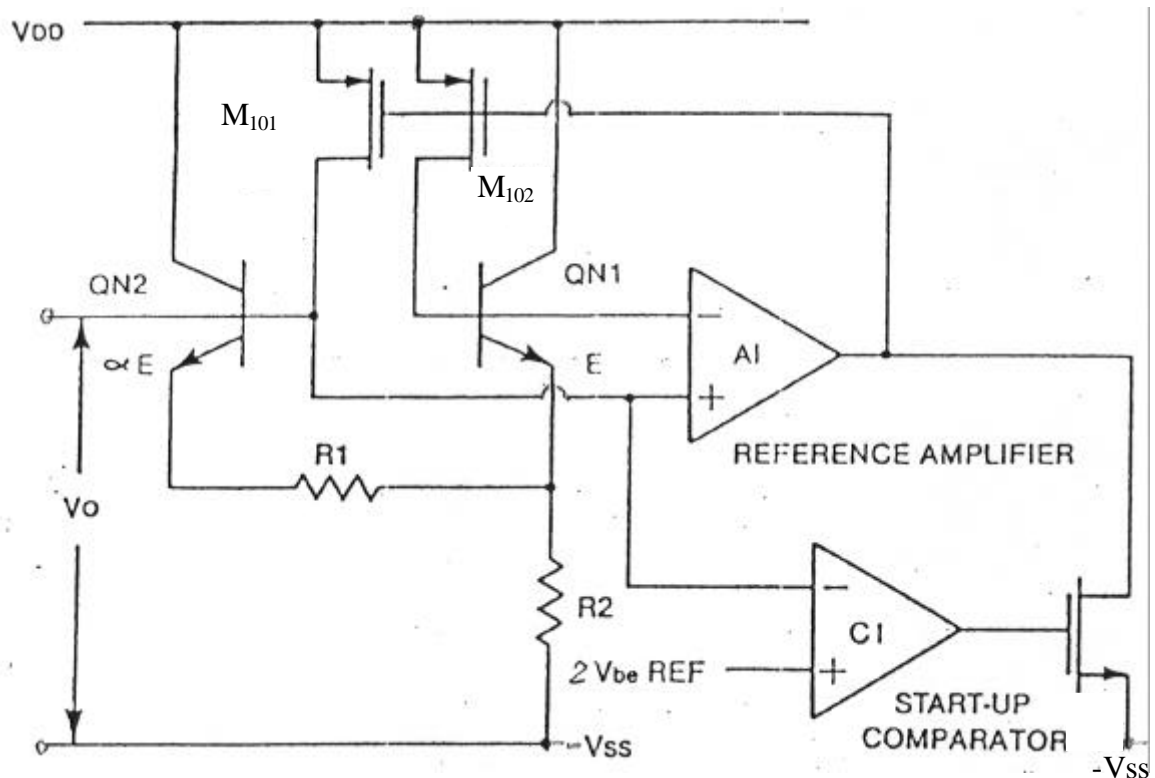 VDD
M101
M102
QN2
QN1
αE
E
-
AI
+
R1
REFERENCE AMPLIFIER
Vo
R2
-
CI
2 Vbe REF
+
START-UP
COMPARATOR
-Vss
-Vss